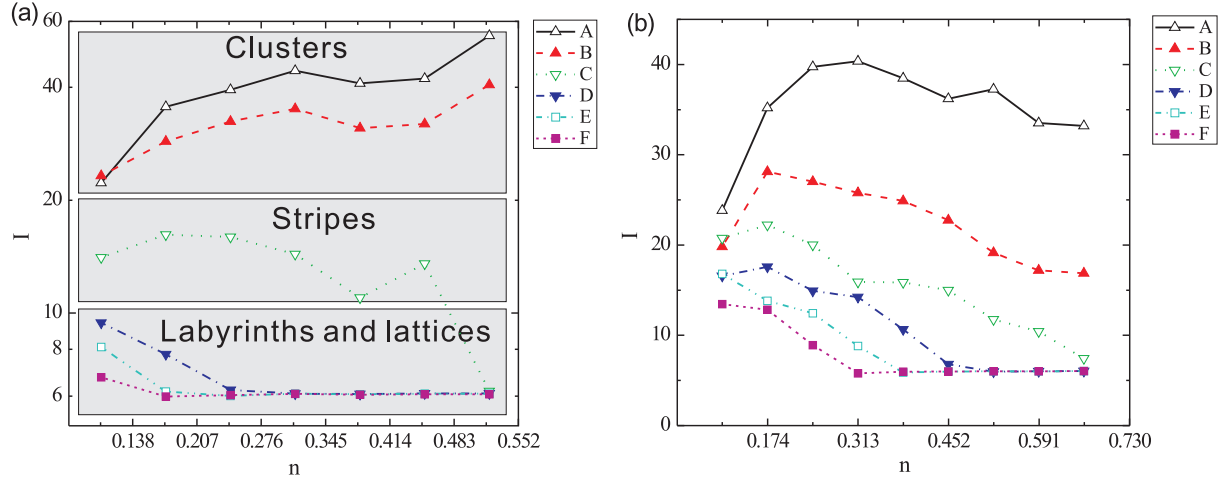 (a)
60
40
20
10
8
6
I
Clusters
Stripes
Labyrinths and lattices
0.138 0.207 0.276 0.345 0.414 0.483 0.552
n
A
B
C
D
E
F
(b)
40
30
20
10
0
I
0.174 0.313 0.452 0.591 0.730
n
A
B
C
D
E
F